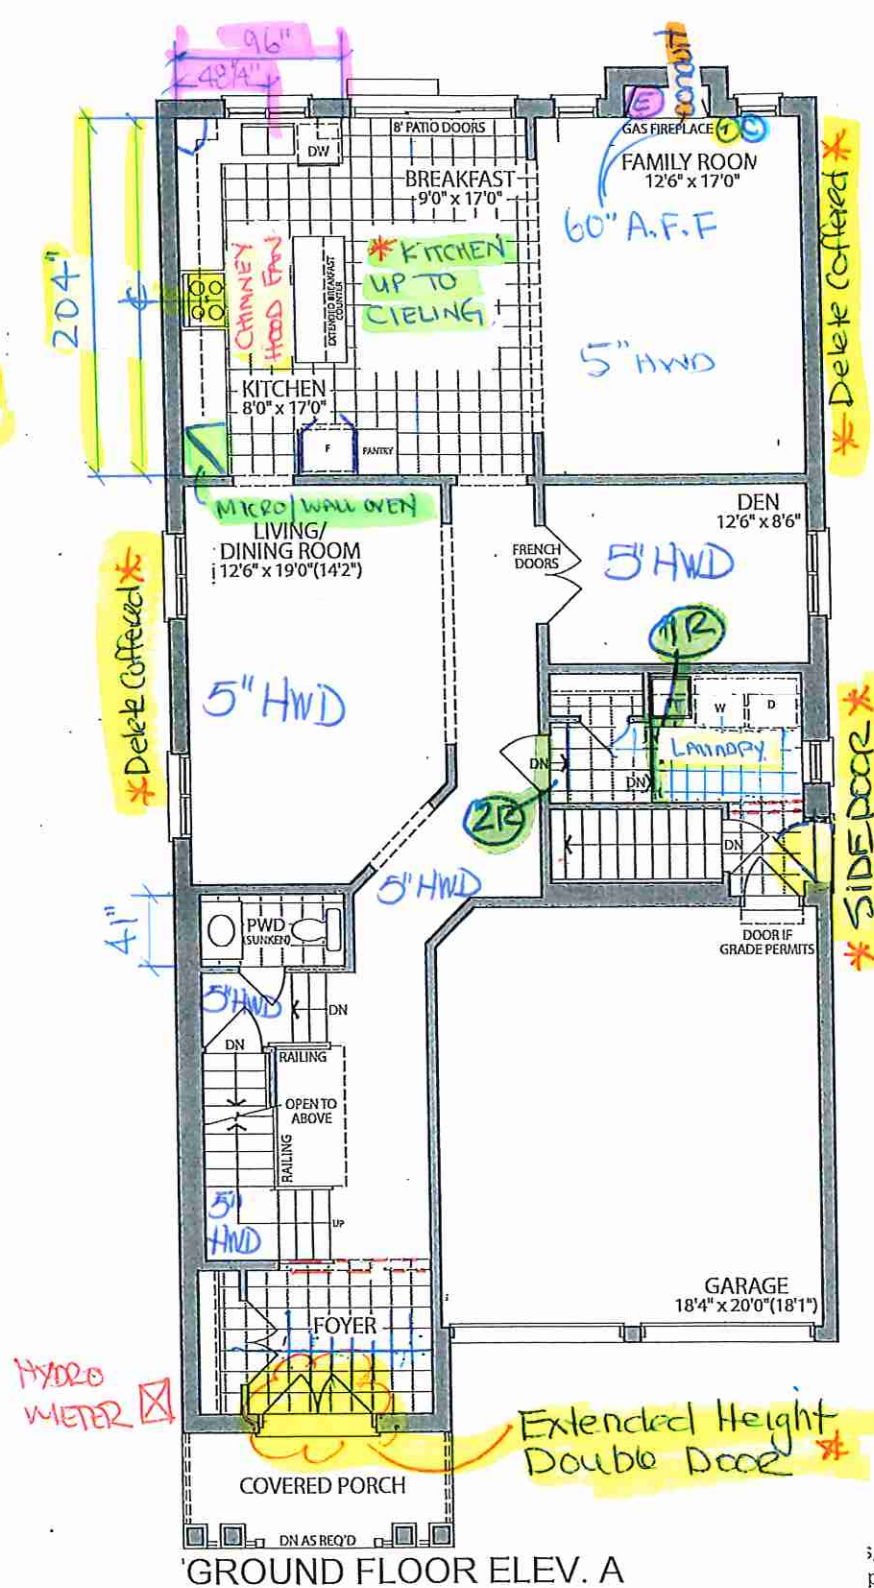 96"
48 1/4"
CONDUIT
E
8' PATIO DOORS
GAS FIREPLACE
T
C
DW
BREAKFAST
9'0" x 17'0"
FAMILY ROOM
12'6" x 17'0"
60" A.F.F
* Delete Coffered *
204"
CHIMNEY
HOOD FAN
EXTENDED BREAKFAST
COUNTER
* KITCHEN
UP TO
CIELING
5" HWD
KITCHEN
8'0" x 17'0"
F
PANTRY
MICRO/WALL OVEN
LIVING/
DINING ROOM
12'6" x 19'0"(14'2")
DEN
12'6" x 8'6"
FRENCH
DOORS
5" HWD
* Delete Coffered *
1R
5" HWD
W
D
LAUNDRY
DN
DN
2R
* SIDE DOOR *
DN
5" HWD
41"
PWD
(SUNKEN)
DOOR IF
GRADE PERMITS
5" HWD
DN
DN
RAILING
OPEN TO
ABOVE
RAILING
5"
HWD
UP
GARAGE
18'4" x 20'0"(18'1")
FOYER
HYDRO
METER
Extended Height
Double Door *
COVERED PORCH
DN AS REQ'D
GROUND FLOOR ELEV. A